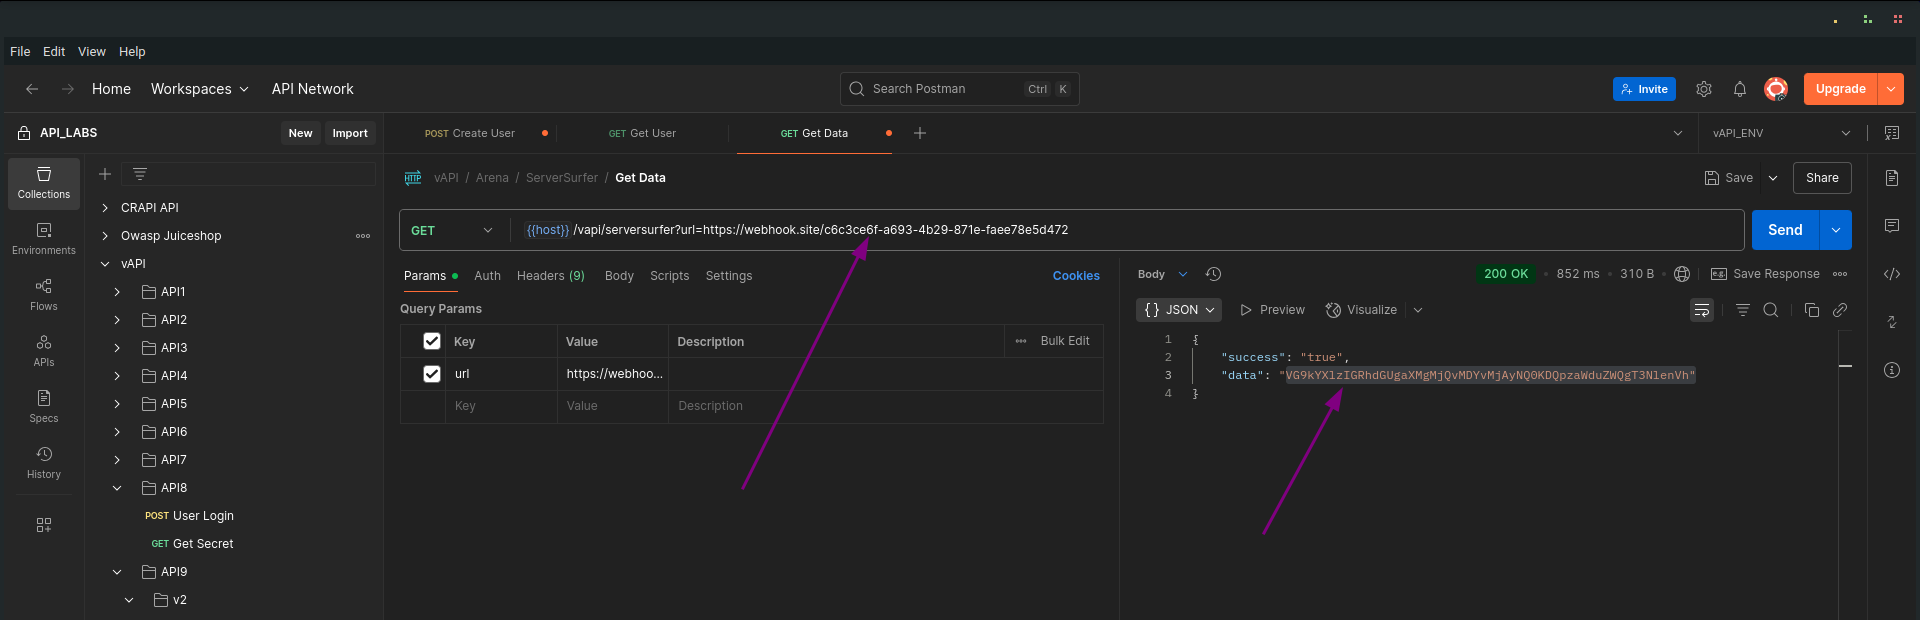 File Edit View Help
Home Workspaces API Network Search Postman Ctrl K Invite Upgrade
API_LABS New Import POST Create User GET Get User GET Get Data vAPI_ENV
Collections
Environments
Flows
APIs
Specs
History
CRAPI API
Owasp Juiceshop
vAPI
API1
API2
API3
API4
API5
API6
API7
API8
POST User Login
GET Get Secret
API9
v2
HTTP vAPI / Arena / ServerSurfer / Get Data Save Share
GET {{host}} /vapi/serversurfer?url=https://webhook.site/c6c3ce6f-a693-4b29-871e-faee78e5d472 Send
Params Auth Headers (9) Body Scripts Settings Cookies
Query Params
Key Value Description Bulk Edit
url https://webhoo...
Key Value Description
Body 200 OK 852 ms 310 B e.g. Save Response
{} JSON Preview Visualize
1 {
2 "success": "true",
3 "data": "VG9kYXlzIGRhdGUgaXMgMjQvMDYvMjAyNQ0KDQpzaWduZWQgT3NlenVh"
4 }